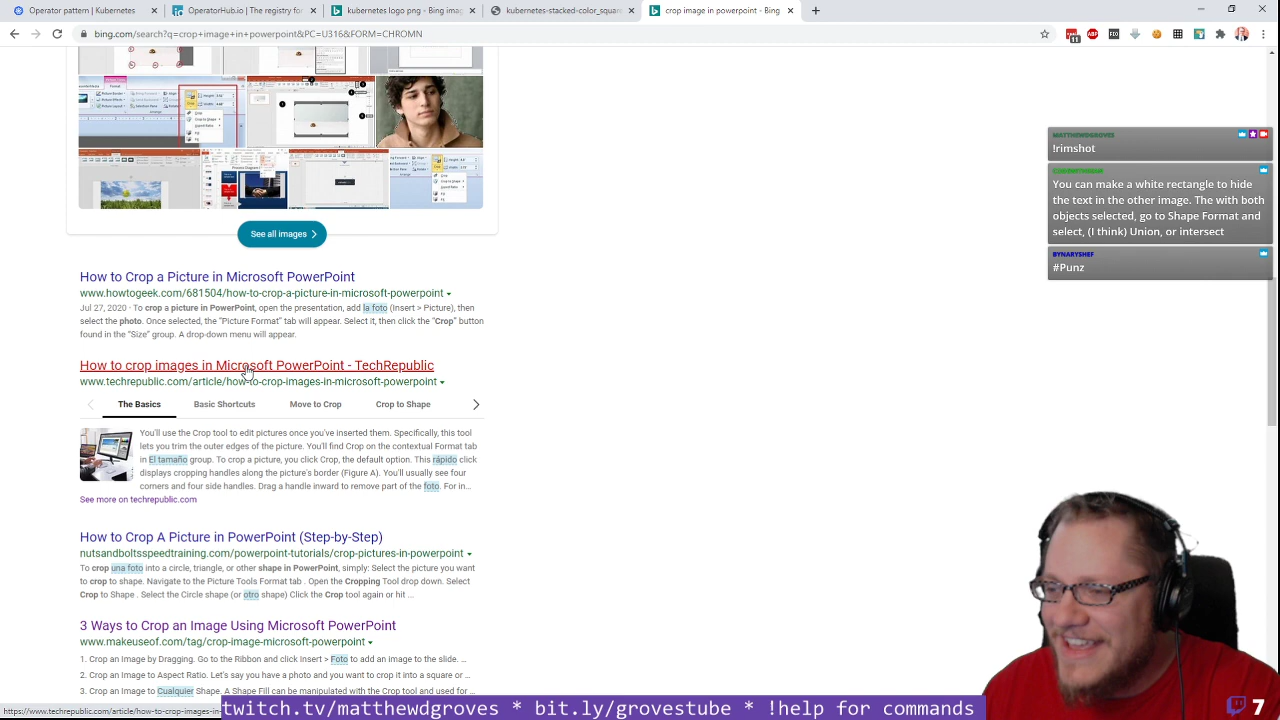 Kubernetes
Operator pattern | Kubernetes
Operator pattern | Kubernetes
kubernetes-stacked-color_squar
crop image in powerpoint - Bing
bing.com/search?q=crop+image+in+powerpoint&PC=U316&FORM=CHROMN
See all images
How to Crop a Picture in Microsoft PowerPoint
www.howtogeek.com/681504/how-to-crop-a-picture-in-microsoft-powerpoint
Jul 27, 2020 · To crop a picture in PowerPoint, open the presentation, add la foto (Insert > Picture), then
select the photo. Once selected, the "Picture Format" tab will appear. Select it, then click the "Crop" button
found in the "Size" group. A drop-down menu will appear.
How to crop images in Microsoft PowerPoint - TechRepublic
www.techrepublic.com/article/how-to-crop-images-in-microsoft-powerpoint
The Basics
Basic Shortcuts
Move to Crop
Crop to Shape
You'll use the Crop tool to edit pictures once you've inserted them. Specifically, this tool
lets you trim the outer edges of the picture. You'll find Crop on the contextual Format tab
in El tamaño group. To crop a picture, you click Crop, the default option. This rápido click
displays cropping handles along the picture's border (Figure A). You'll usually see four
corners and four side handles. Drag a handle inward to remove part of the foto. For in...
See more on techrepublic.com
How to Crop A Picture in PowerPoint (Step-by-Step)
nutsandboltsspeedtraining.com/powerpoint-tutorials/crop-pictures-in-powerpoint
To crop una foto into a circle, triangle, or other shape in PowerPoint, simply: Select the picture you want
to crop to shape . Navigate to the Picture Tools Format tab . Open the Cropping Tool drop down. Select
Crop to Shape . Select the Circle shape (or otro shape) Click the Crop tool again or hit ...
3 Ways to Crop an Image Using Microsoft PowerPoint
www.makeuseof.com/tag/crop-image-microsoft-powerpoint
1. Crop an Image by Dragging. Go to the Ribbon and click Insert > Foto to add an image to the slide. ...
2. Crop an Image to Aspect Ratio. Let's say you have a photo and you want to crop it into a square or ...
3. Crop an Image to Cualquier Shape. A Shape Fill can be manipulated with the Crop tool and used for ...
https://www.techrepublic.com/article/how-to-crop-images-in-
MATTHEWDGROVES
!rimshot
You can make a white rectangle to hide
the text in the other image. The with both
objects selected, go to Shape Format and
select, (I think) Union, or intersect
BYNARYSHEF
#Punz
twitch.tv/matthewdgroves * bit.ly/grovestube * !help for commands
7